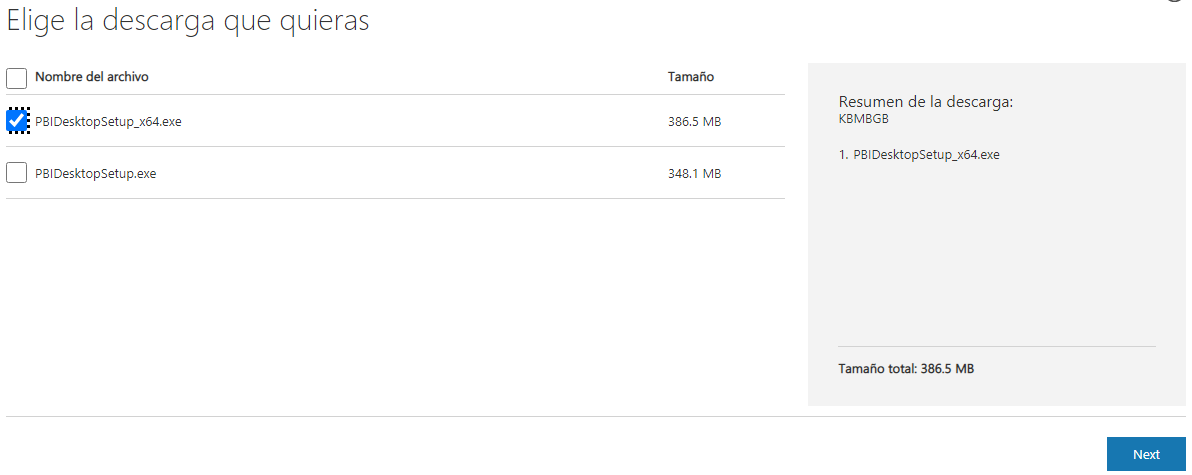 Elige la descarga que quieras
Nombre del archivo Tamaño
PBIDesktopSetup_x64.exe 386.5 MB
PBIDesktopSetup.exe 348.1 MB
Resumen de la descarga:
KBMBGB
1. PBIDesktopSetup_x64.exe
Tamaño total: 386.5 MB
Next